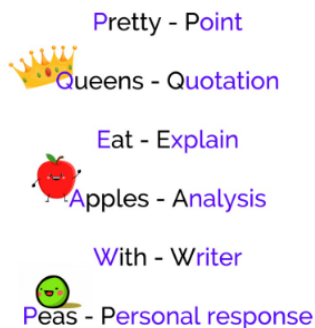 Pretty - Point
Queens - Quotation
Eat - Explain
Apples - Analysis
With - Writer
Peas - Personal response